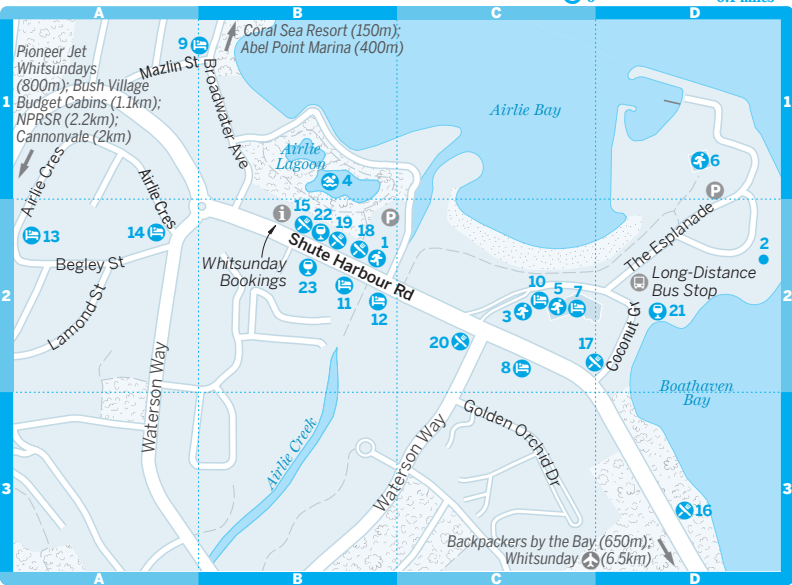 0.1 miles
A
B
C
D
9
Coral Sea Resort (150m);
Abel Point Marina (400m)
Pioneer Jet
Whitsundays
(800m); Bush Village
Budget Cabins (1.1km);
NPRSR (2.2km);
Cannonvale (2km)
Mazlin St
Broadwater Ave
1
1
Airlie Bay
Airlie
Lagoon
4
6
P
Airlie Cres
Airlie Cres
13
14
i
15
22
19
18
1
P
The Esplanade
2
Begley St
Whitsunday
Bookings
Shute Harbour Rd
Long-Distance
Bus Stop
2
2
23
11
12
10
5
7
3
21
Lamond St
20
17
Coconut Gr
8
Boathaven
Bay
Waterson Way
Airlie Creek
Waterson Way
Golden Orchid Dr
3
3
16
Backpackers by the Bay (650m);
Whitsunday (6.5km)
A
B
C
D